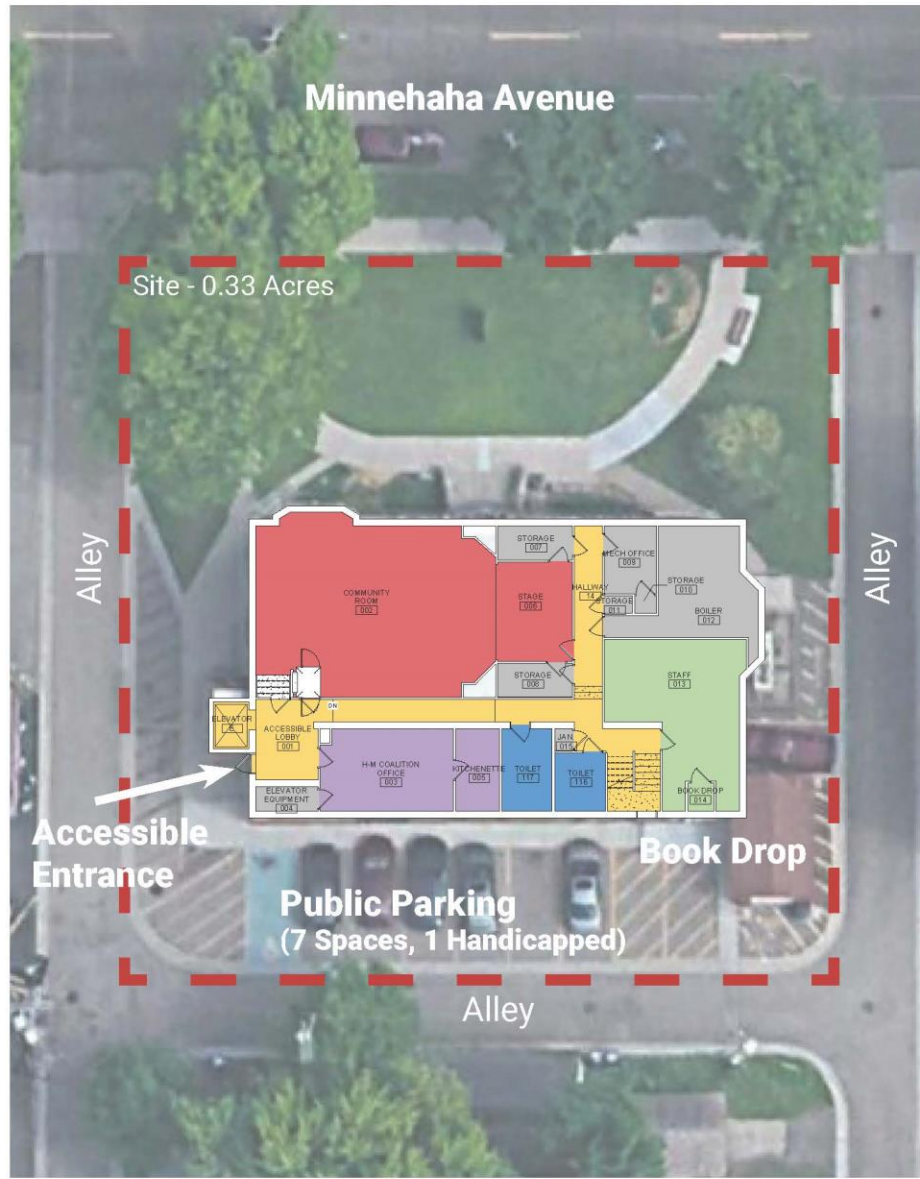 Minnehaha Avenue
Site - 0.33 Acres
Alley
Alley
STORAGE
007
MECH OFFICE
009
COMMUNITY
ROOM
002
STAGE
HALLWAY
14
STORAGE
011
STORAGE
010
BOILER
012
STORAGE
008
STAFF
013
ELEVATOR
E
DN
ACCESSIBLE
LOBBY
001
JAN.
015
H-M COALITION
OFFICE
003
KITCHENETTE
005
TOILET
117
TOILET
116
ELEVATOR
EQUIPMENT
004
BOOK DROP
014
Accessible
Entrance
Book Drop
Public Parking
(7 Spaces, 1 Handicapped)
Alley